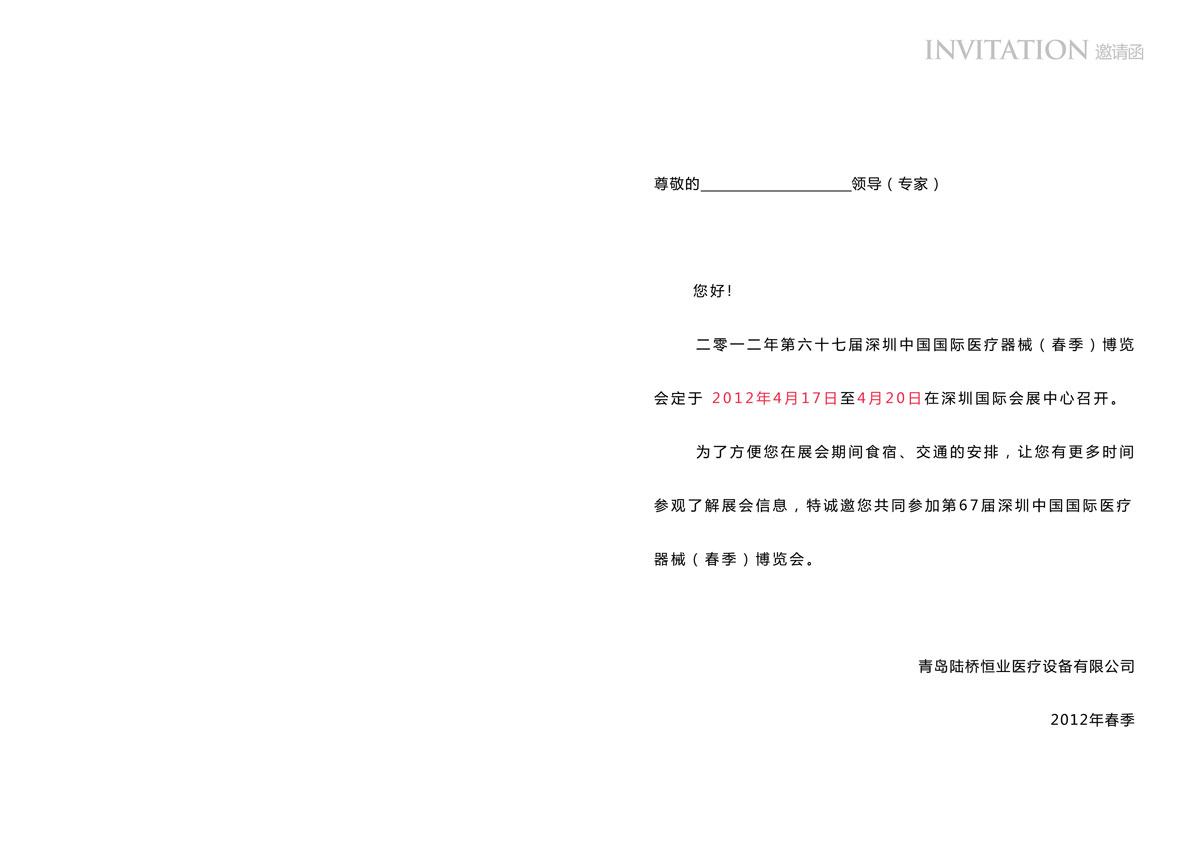 INVITATION 邀请函
尊敬的____________________领导(专家)
您好!
二零一二年第六十七届深圳中国国际医疗器械(春季)博览
会定于 2012年4月17日至4月20日在深圳国际会展中心召开。
为了方便您在展会期间食宿、交通的安排,让您有更多时间
参观了解展会信息,特诚邀您共同参加第67届深圳中国国际医疗
器械(春季)博览会。
青岛陆桥恒业医疗设备有限公司
2012年春季